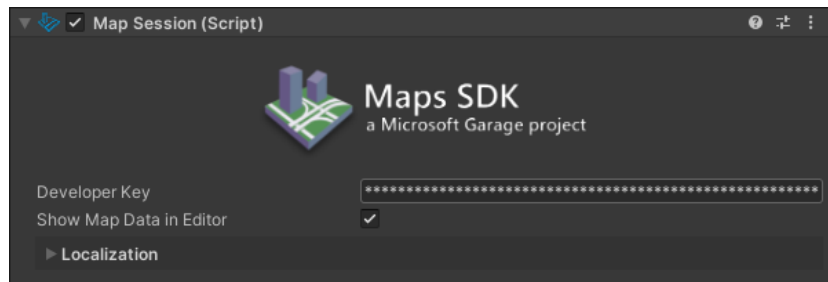 Map Session (Script)
Maps SDK
a Microsoft Garage project
Developer Key ******************************************************
Show Map Data in Editor
Localization